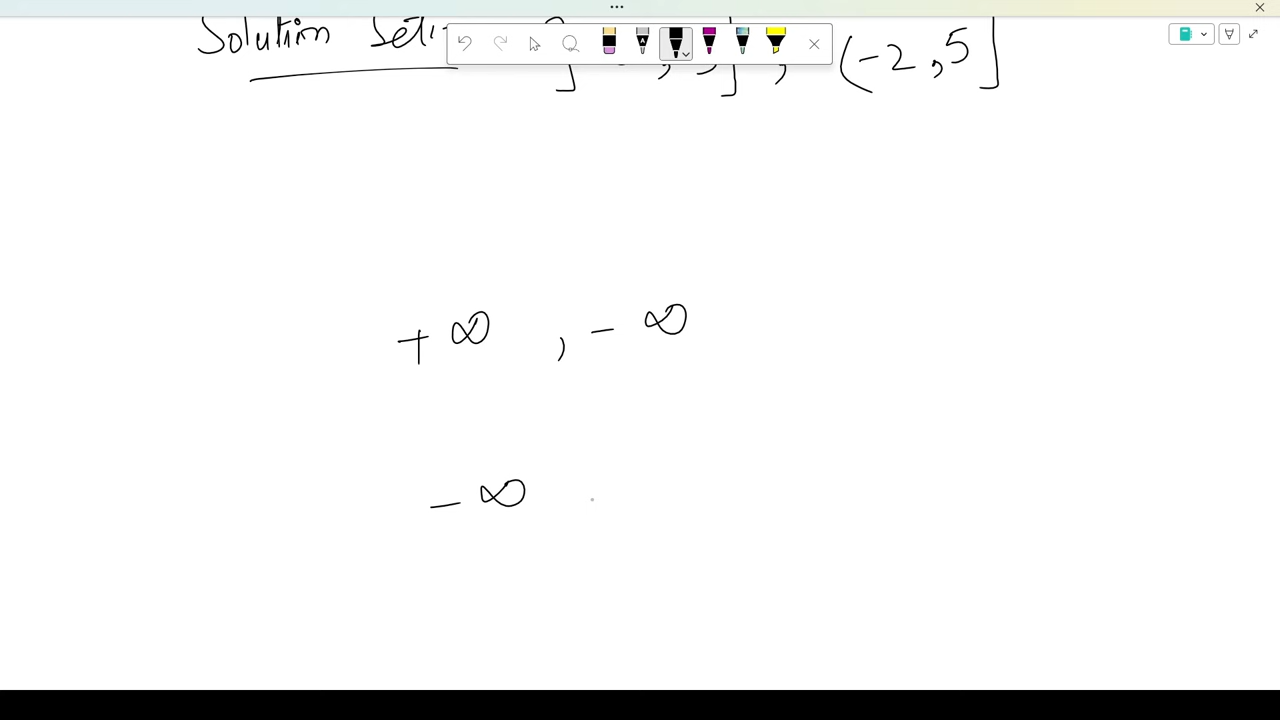 Solution Set: ] , ] ; (-2,5]
+∞ , -∞
-∞